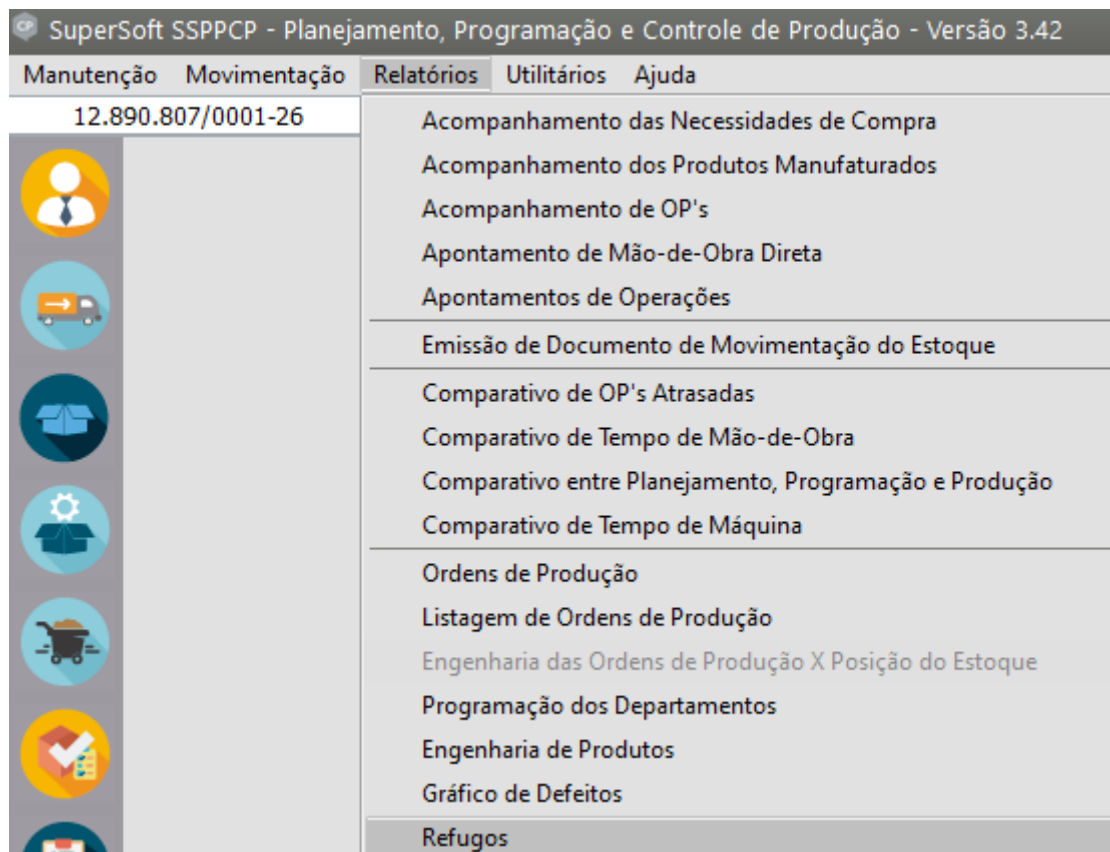 SuperSoft SSPPCP - Planejamento, Programação e Controle de Produção - Versão 3.42
Manutenção Movimentação Relatórios Utilitários Ajuda
12.890.807/0001-26
Acompanhamento das Necessidades de Compra
Acompanhamento dos Produtos Manufaturados
Acompanhamento de OP's
Apontamento de Mão-de-Obra Direta
Apontamentos de Operações
Emissão de Documento de Movimentação do Estoque
Comparativo de OP's Atrasadas
Comparativo de Tempo de Mão-de-Obra
Comparativo entre Planejamento, Programação e Produção
Comparativo de Tempo de Máquina
Ordens de Produção
Listagem de Ordens de Produção
Engenharia das Ordens de Produção X Posição do Estoque
Programação dos Departamentos
Engenharia de Produtos
Gráfico de Defeitos
Refugos